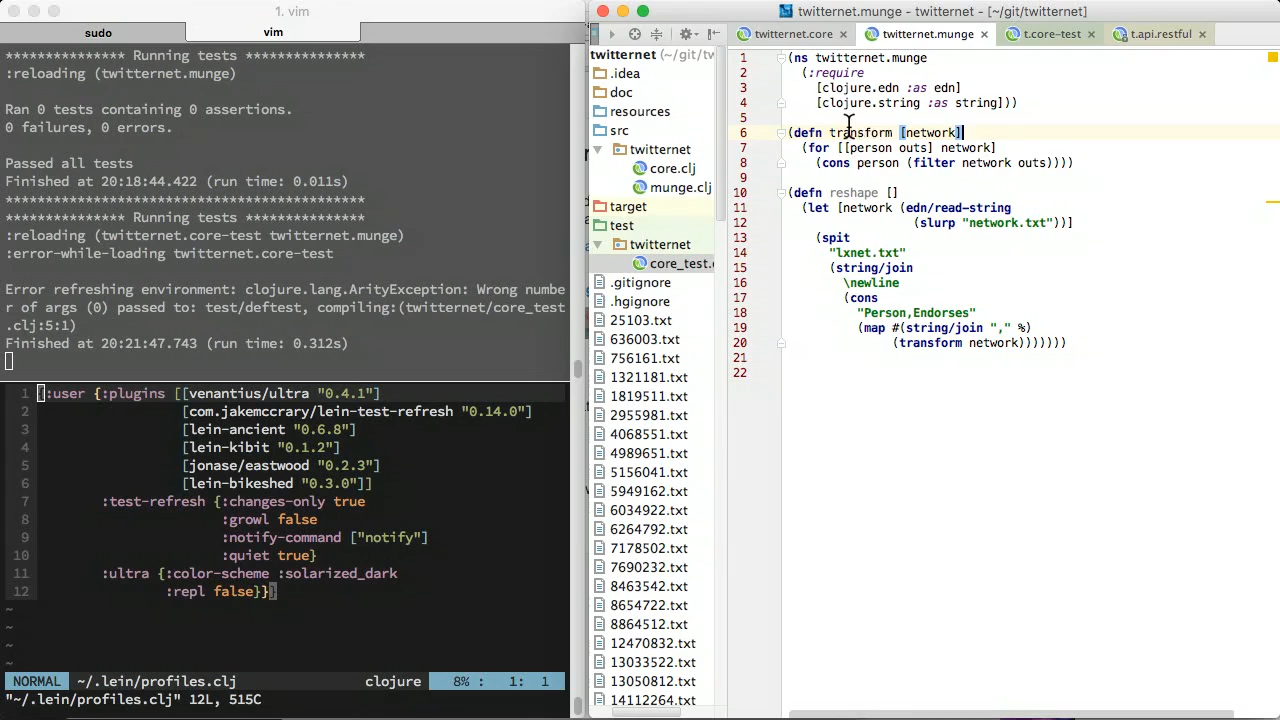 1. vim
sudo
vim
************** Running tests ***************
:reloading (twitternet.munge)
Ran 0 tests containing 0 assertions.
0 failures, 0 errors.
Passed all tests
Finished at 20:18:44.422 (run time: 0.011s)
*********************************************
************** Running tests ***************
:reloading (twitternet.core-test twitternet.munge)
:error-while-loading twitternet.core-test
Error refreshing environment: clojure.lang.ArityException: Wrong numbe
r of args (0) passed to: test/deftest, compiling:(twitternet/core_test
.clj:5:1)
Finished at 20:21:47.743 (run time: 0.312s)
1 {:user {:plugins [[venantius/ultra "0.4.1"]
2 [com.jakemccrary/lein-test-refresh "0.14.0"]
3 [lein-ancient "0.6.8"]
4 [lein-kibit "0.1.2"]
5 [jonase/eastwood "0.2.3"]
6 [lein-bikeshed "0.3.0"]]
7 :test-refresh {:changes-only true
8 :growl false
9 :notify-command ["notify"]
10 :quiet true}
11 :ultra {:color-scheme :solarized_dark
12 :repl false}}}
~
~
~
~
NORMAL ~/.lein/profiles.clj clojure 8% : 1: 1
"~/.lein/profiles.clj" 12L, 515C
twitternet.munge - twitternet - [~/git/twitternet]
twitternet.core
twitternet.munge
t.core-test
t.api.restful
twitternet (~/git/tw
.idea
doc
resources
src
twitternet
core.clj
munge.clj
target
test
twitternet
core_test.c
.gitignore
.hgignore
25103.txt
636003.txt
756161.txt
1321181.txt
1819511.txt
2955981.txt
4068551.txt
4989651.txt
5156041.txt
5949162.txt
6034922.txt
6264792.txt
7178502.txt
7690232.txt
8463542.txt
8654722.txt
8864512.txt
12470832.txt
13033522.txt
13050812.txt
14112264.txt
1 (ns twitternet.munge
2 (:require
3 [clojure.edn :as edn]
4 [clojure.string :as string]))
5
6 (defn transform [network]
7 (for [[person outs] network]
8 (cons person (filter network outs))))
9
10 (defn reshape []
11 (let [network (edn/read-string
12 (slurp "network.txt"))]
13 (spit
14 "lxnet.txt"
15 (string/join
16 \newline
17 (cons
18 "Person,Endorses"
19 (map #(string/join "," %)
20 (transform network)))))))
21
22